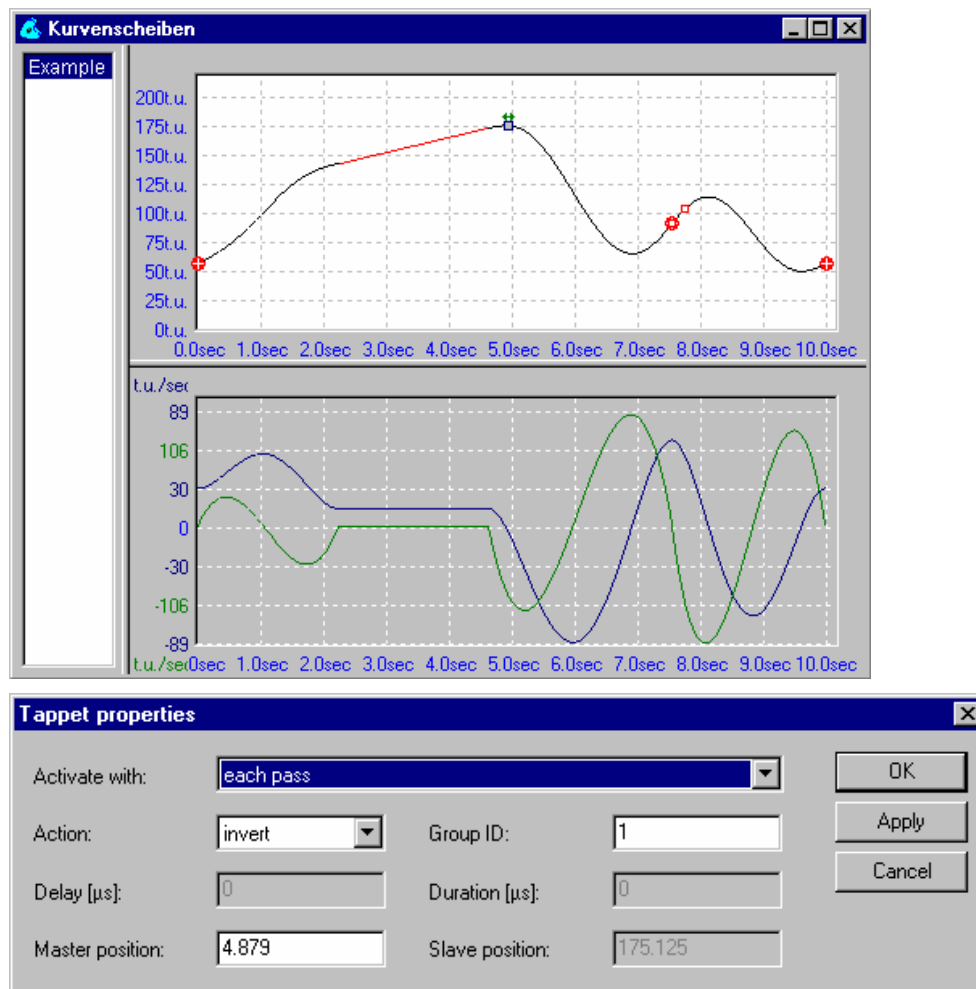 Kurvenscheiben
Example
200t.u.
175t.u.
150t.u.
125t.u.
100t.u.
75t.u.
50t.u.
25t.u.
0t.u.
0.0sec 1.0sec 2.0sec 3.0sec 4.0sec 5.0sec 6.0sec 7.0sec 8.0sec 9.0sec 10.0sec
t.u./sec
89
106
30
0
-30
-106
-89
t.u./sec 0sec 1.0sec 2.0sec 3.0sec 4.0sec 5.0sec 6.0sec 7.0sec 8.0sec 9.0sec 10.0sec
Tappet properties
Activate with: each pass OK
Action: invert Group ID: 1 Apply
Cancel
Delay [µs]: 0 Duration [µs]: 0
Master position: 4.879 Slave position: 175.125